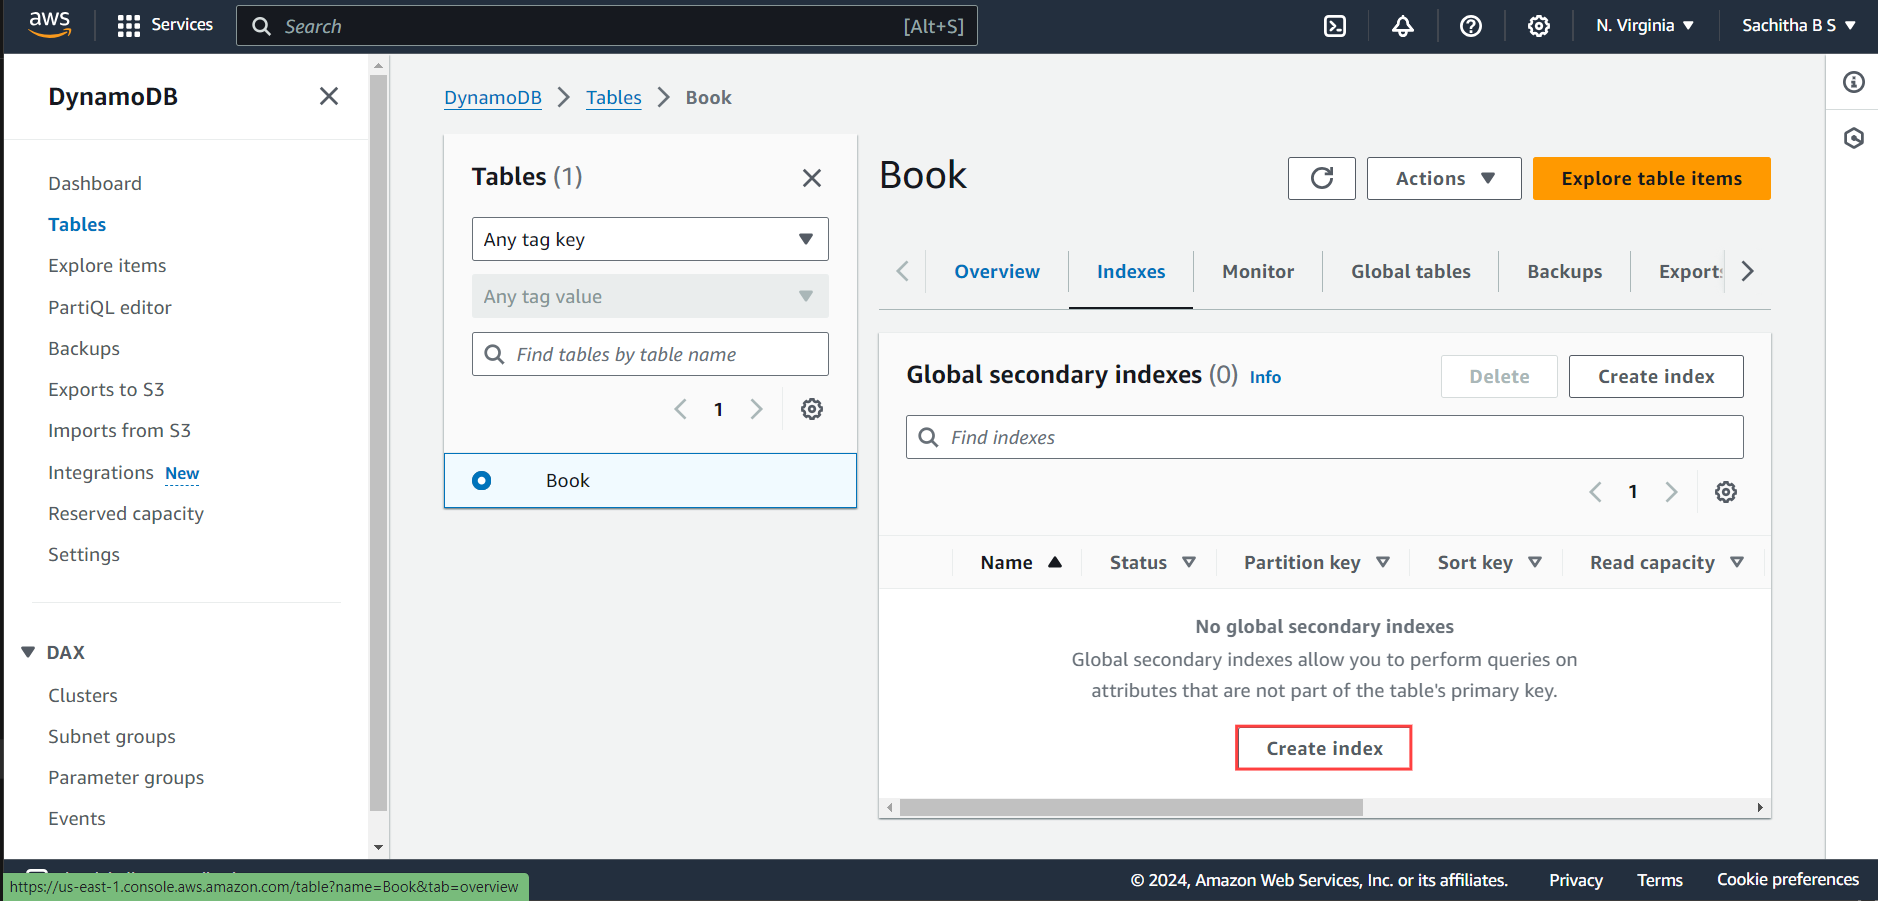 aws
Services
Search
[Alt+S]
N. Virginia
Sachitha B S
DynamoDB
Dashboard
Tables
Explore items
PartiQL editor
Backups
Exports to S3
Imports from S3
Integrations New
Reserved capacity
Settings
DAX
Clusters
Subnet groups
Parameter groups
Events
DynamoDB > Tables > Book
Tables (1)
Any tag key
Any tag value
Find tables by table name
1
Book
Book
Actions
Explore table items
Overview
Indexes
Monitor
Global tables
Backups
Exports
Global secondary indexes (0) Info
Delete
Create index
Find indexes
1
Name
Status
Partition key
Sort key
Read capacity
No global secondary indexes
Global secondary indexes allow you to perform queries on
attributes that are not part of the table's primary key.
Create index
https://us-east-1.console.aws.amazon.com/table?name=Book&tab=overview
© 2024, Amazon Web Services, Inc. or its affiliates.
Privacy
Terms
Cookie preferences